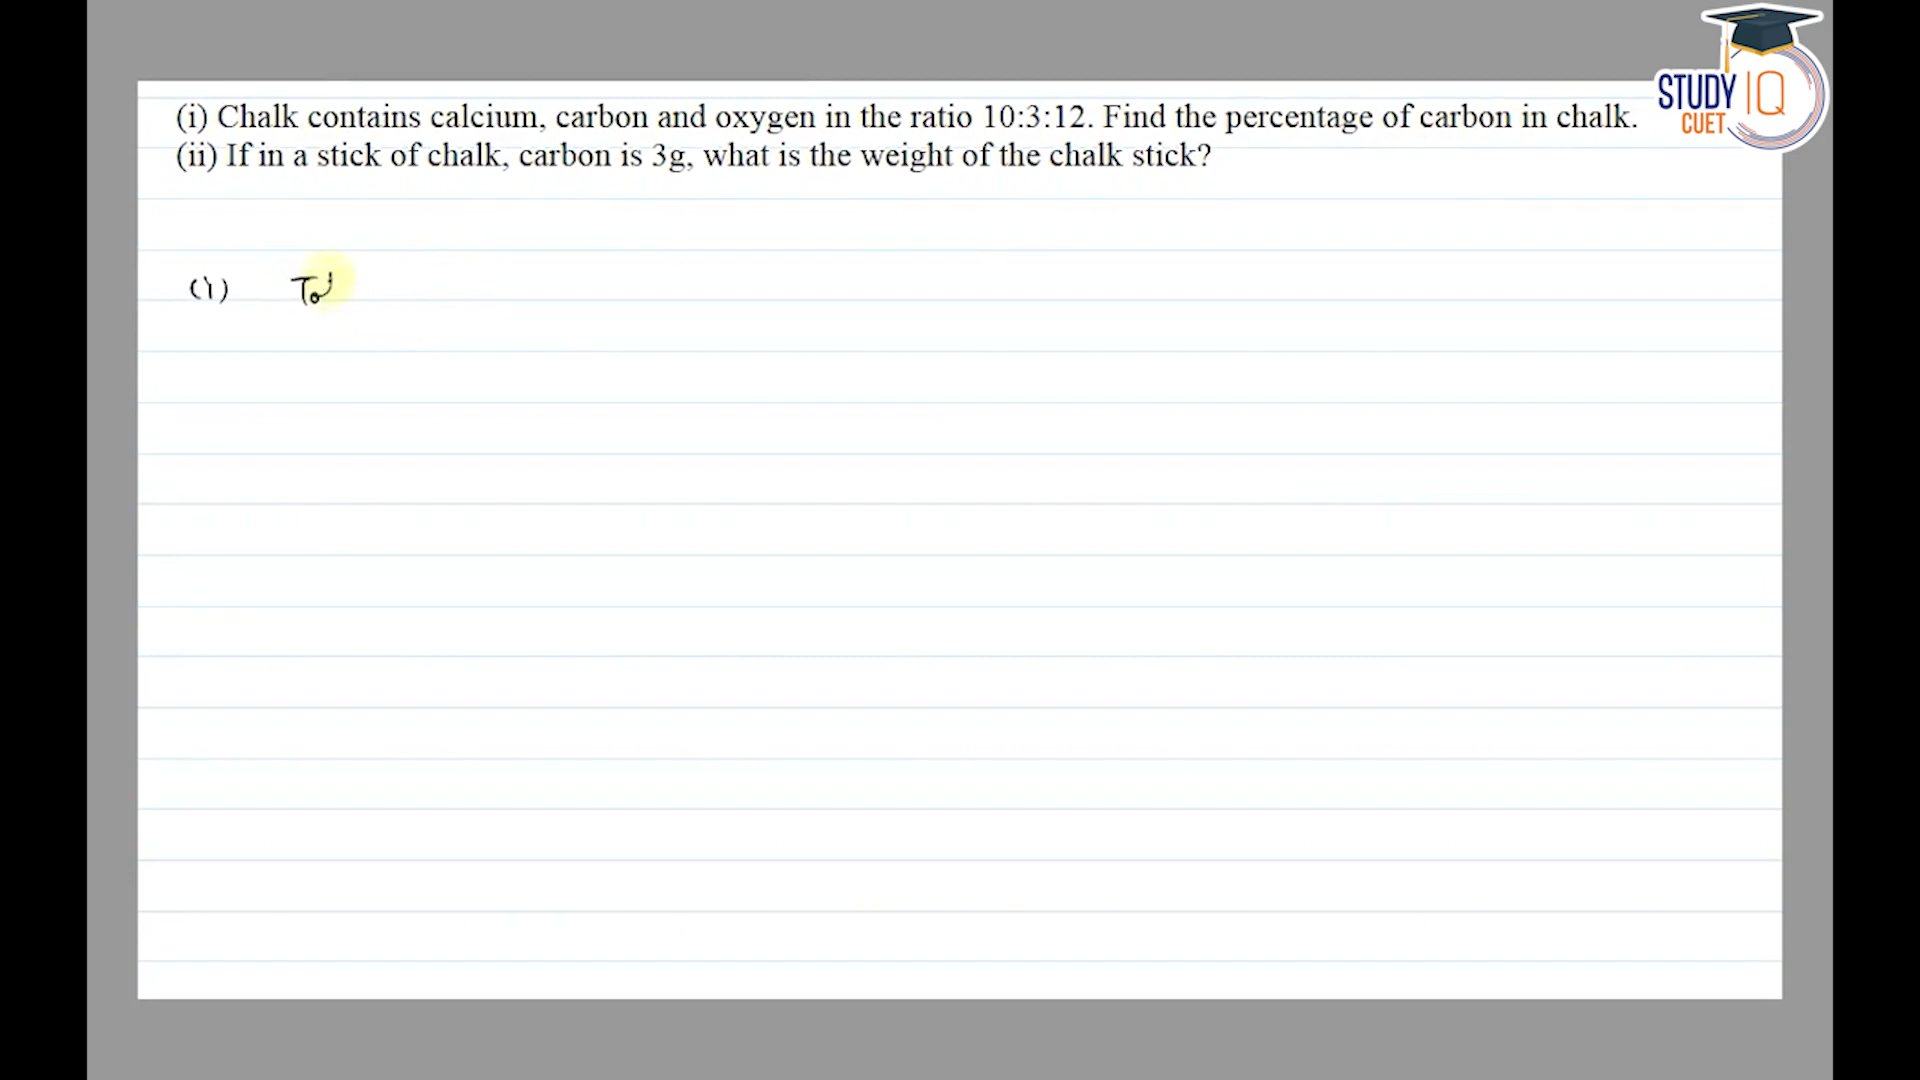 (i) Chalk contains calcium, carbon and oxygen in the ratio 10:3:12. Find the percentage of carbon in chalk.
(ii) If in a stick of chalk, carbon is 3g, what is the weight of the chalk stick?
STUDY IQ
CUET
(i)